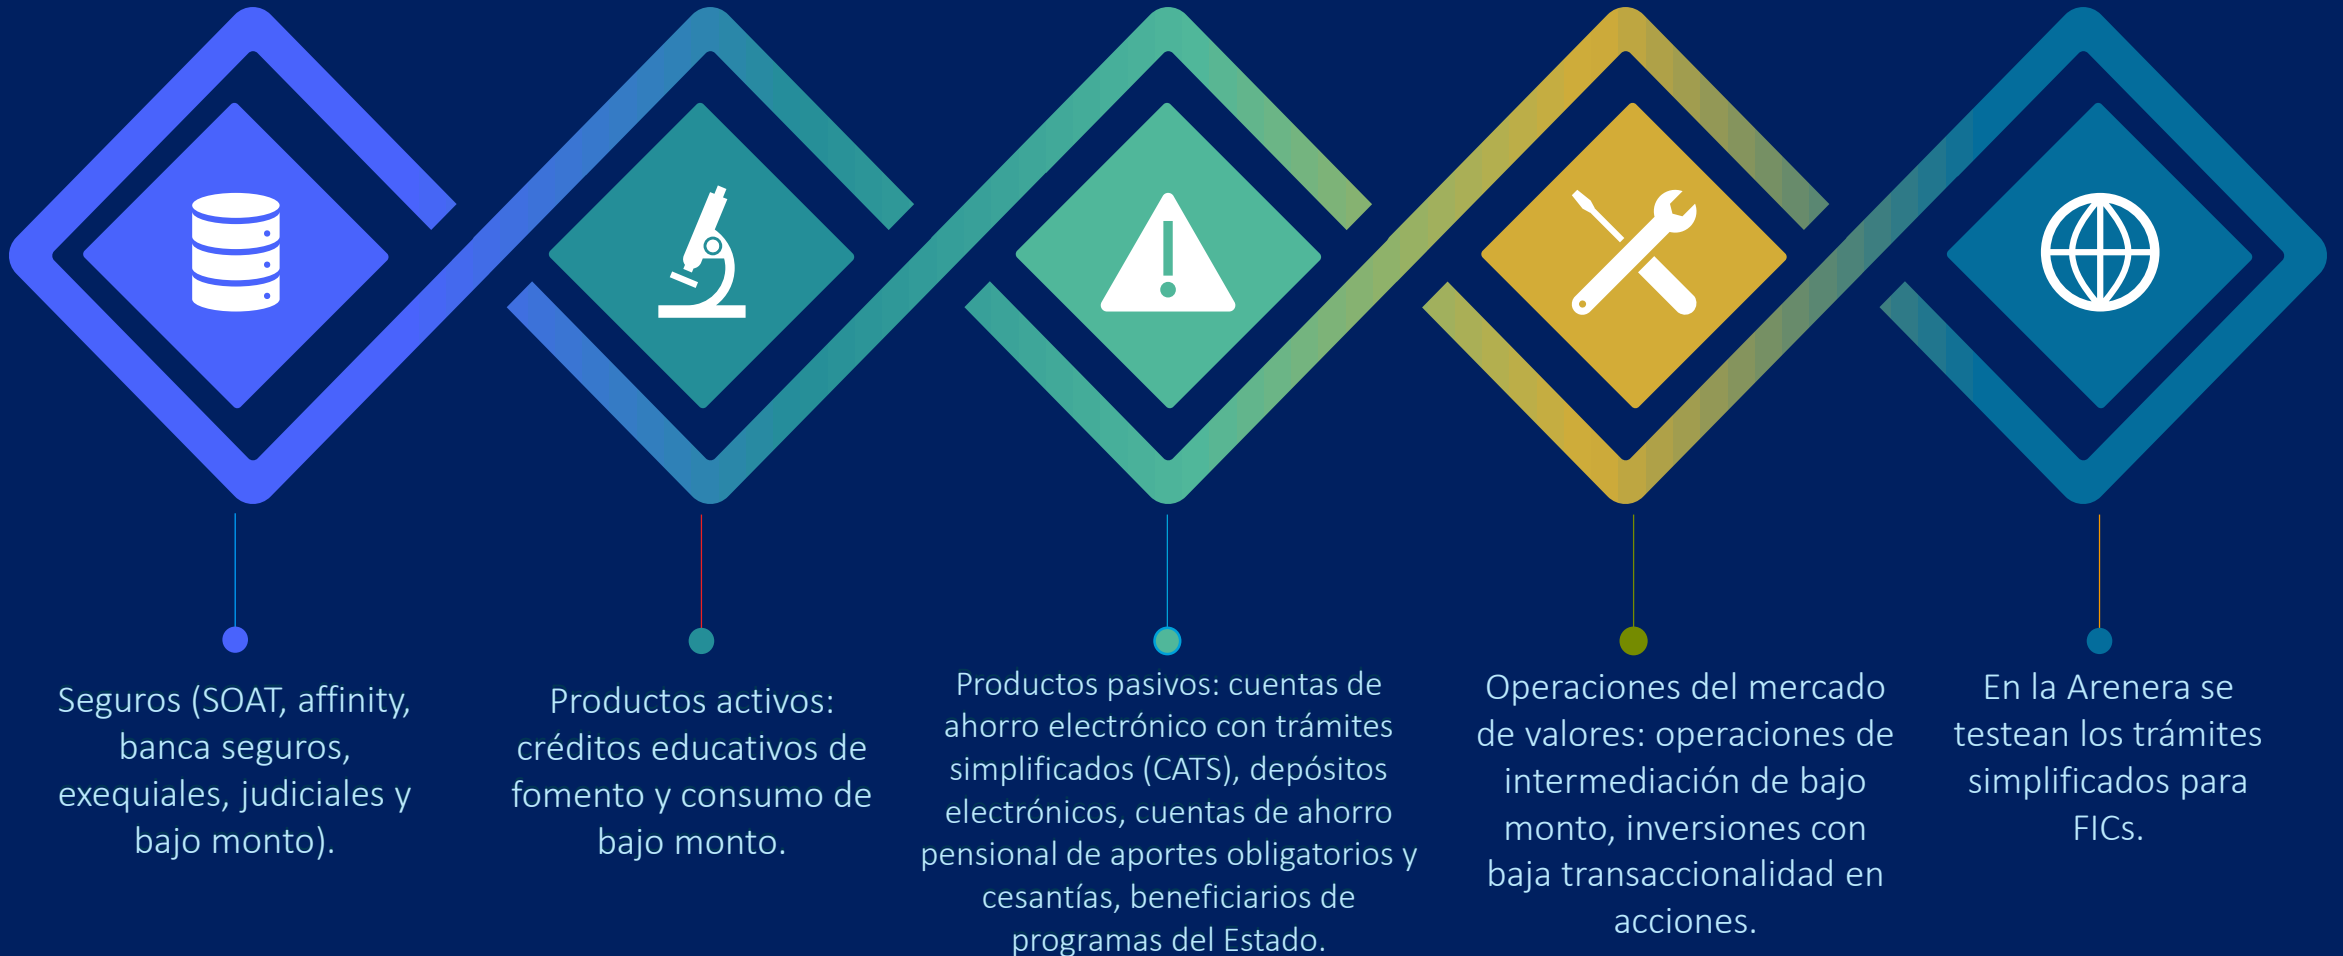 Seguros (SOAT, affinity,
banca seguros,
exequiales, judiciales y
bajo monto).
Productos activos:
créditos educativos de
fomento y consumo de
bajo monto.
Productos pasivos: cuentas de
ahorro electrónico con trámites
simplificados (CATS), depósitos
electrónicos, cuentas de ahorro
pensional de aportes obligatorios y
cesantías, beneficiarios de
programas del Estado.
Operaciones del mercado
de valores: operaciones de
intermediación de bajo
monto, inversiones con
baja transaccionalidad en
acciones.
En la Arenera se
testean los trámites
simplificados para
FICs.